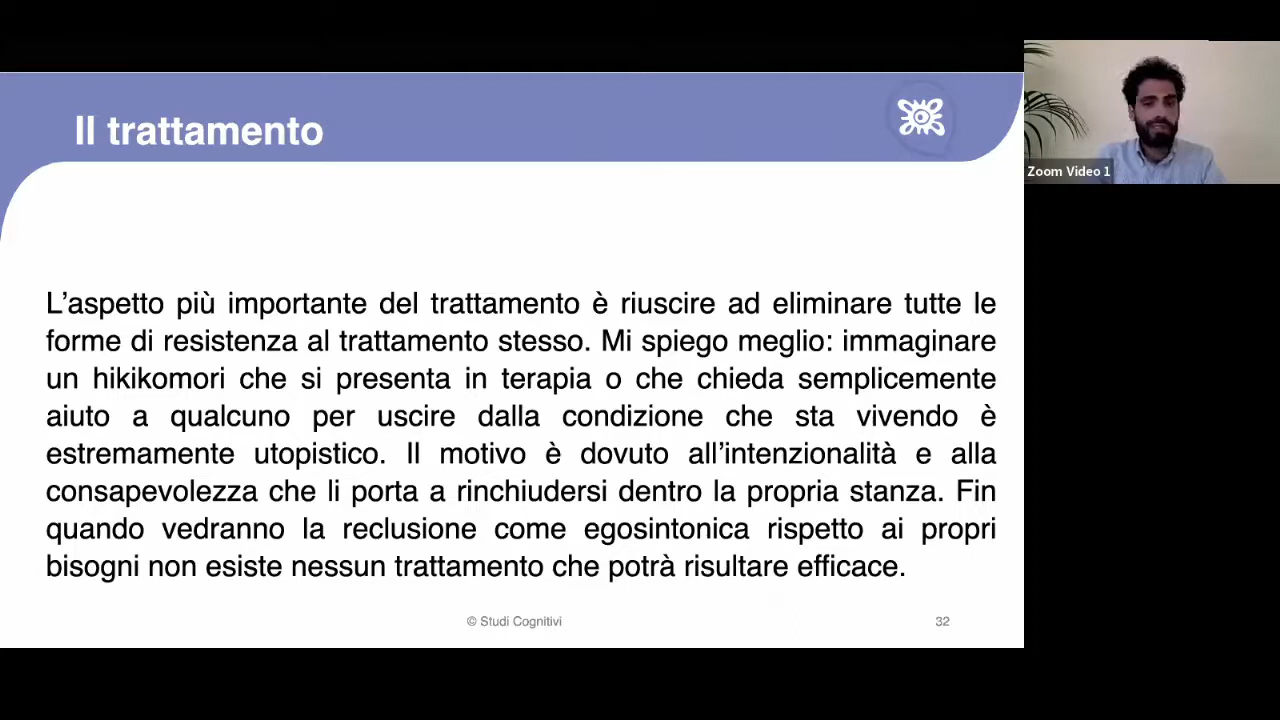 Il trattamento
Zoom Video 1
L’aspetto più importante del trattamento è riuscire ad eliminare tutte le
forme di resistenza al trattamento stesso. Mi spiego meglio: immaginare
un hikikomori che si presenta in terapia o che chieda semplicemente
aiuto a qualcuno per uscire dalla condizione che sta vivendo è
estremamente utopistico. Il motivo è dovuto all’intenzionalità e alla
consapevolezza che li porta a rinchiudersi dentro la propria stanza. Fin
quando vedranno la reclusione come egosintonica rispetto ai propri
bisogni non esiste nessun trattamento che potrà risultare efficace.
© Studi Cognitivi
32